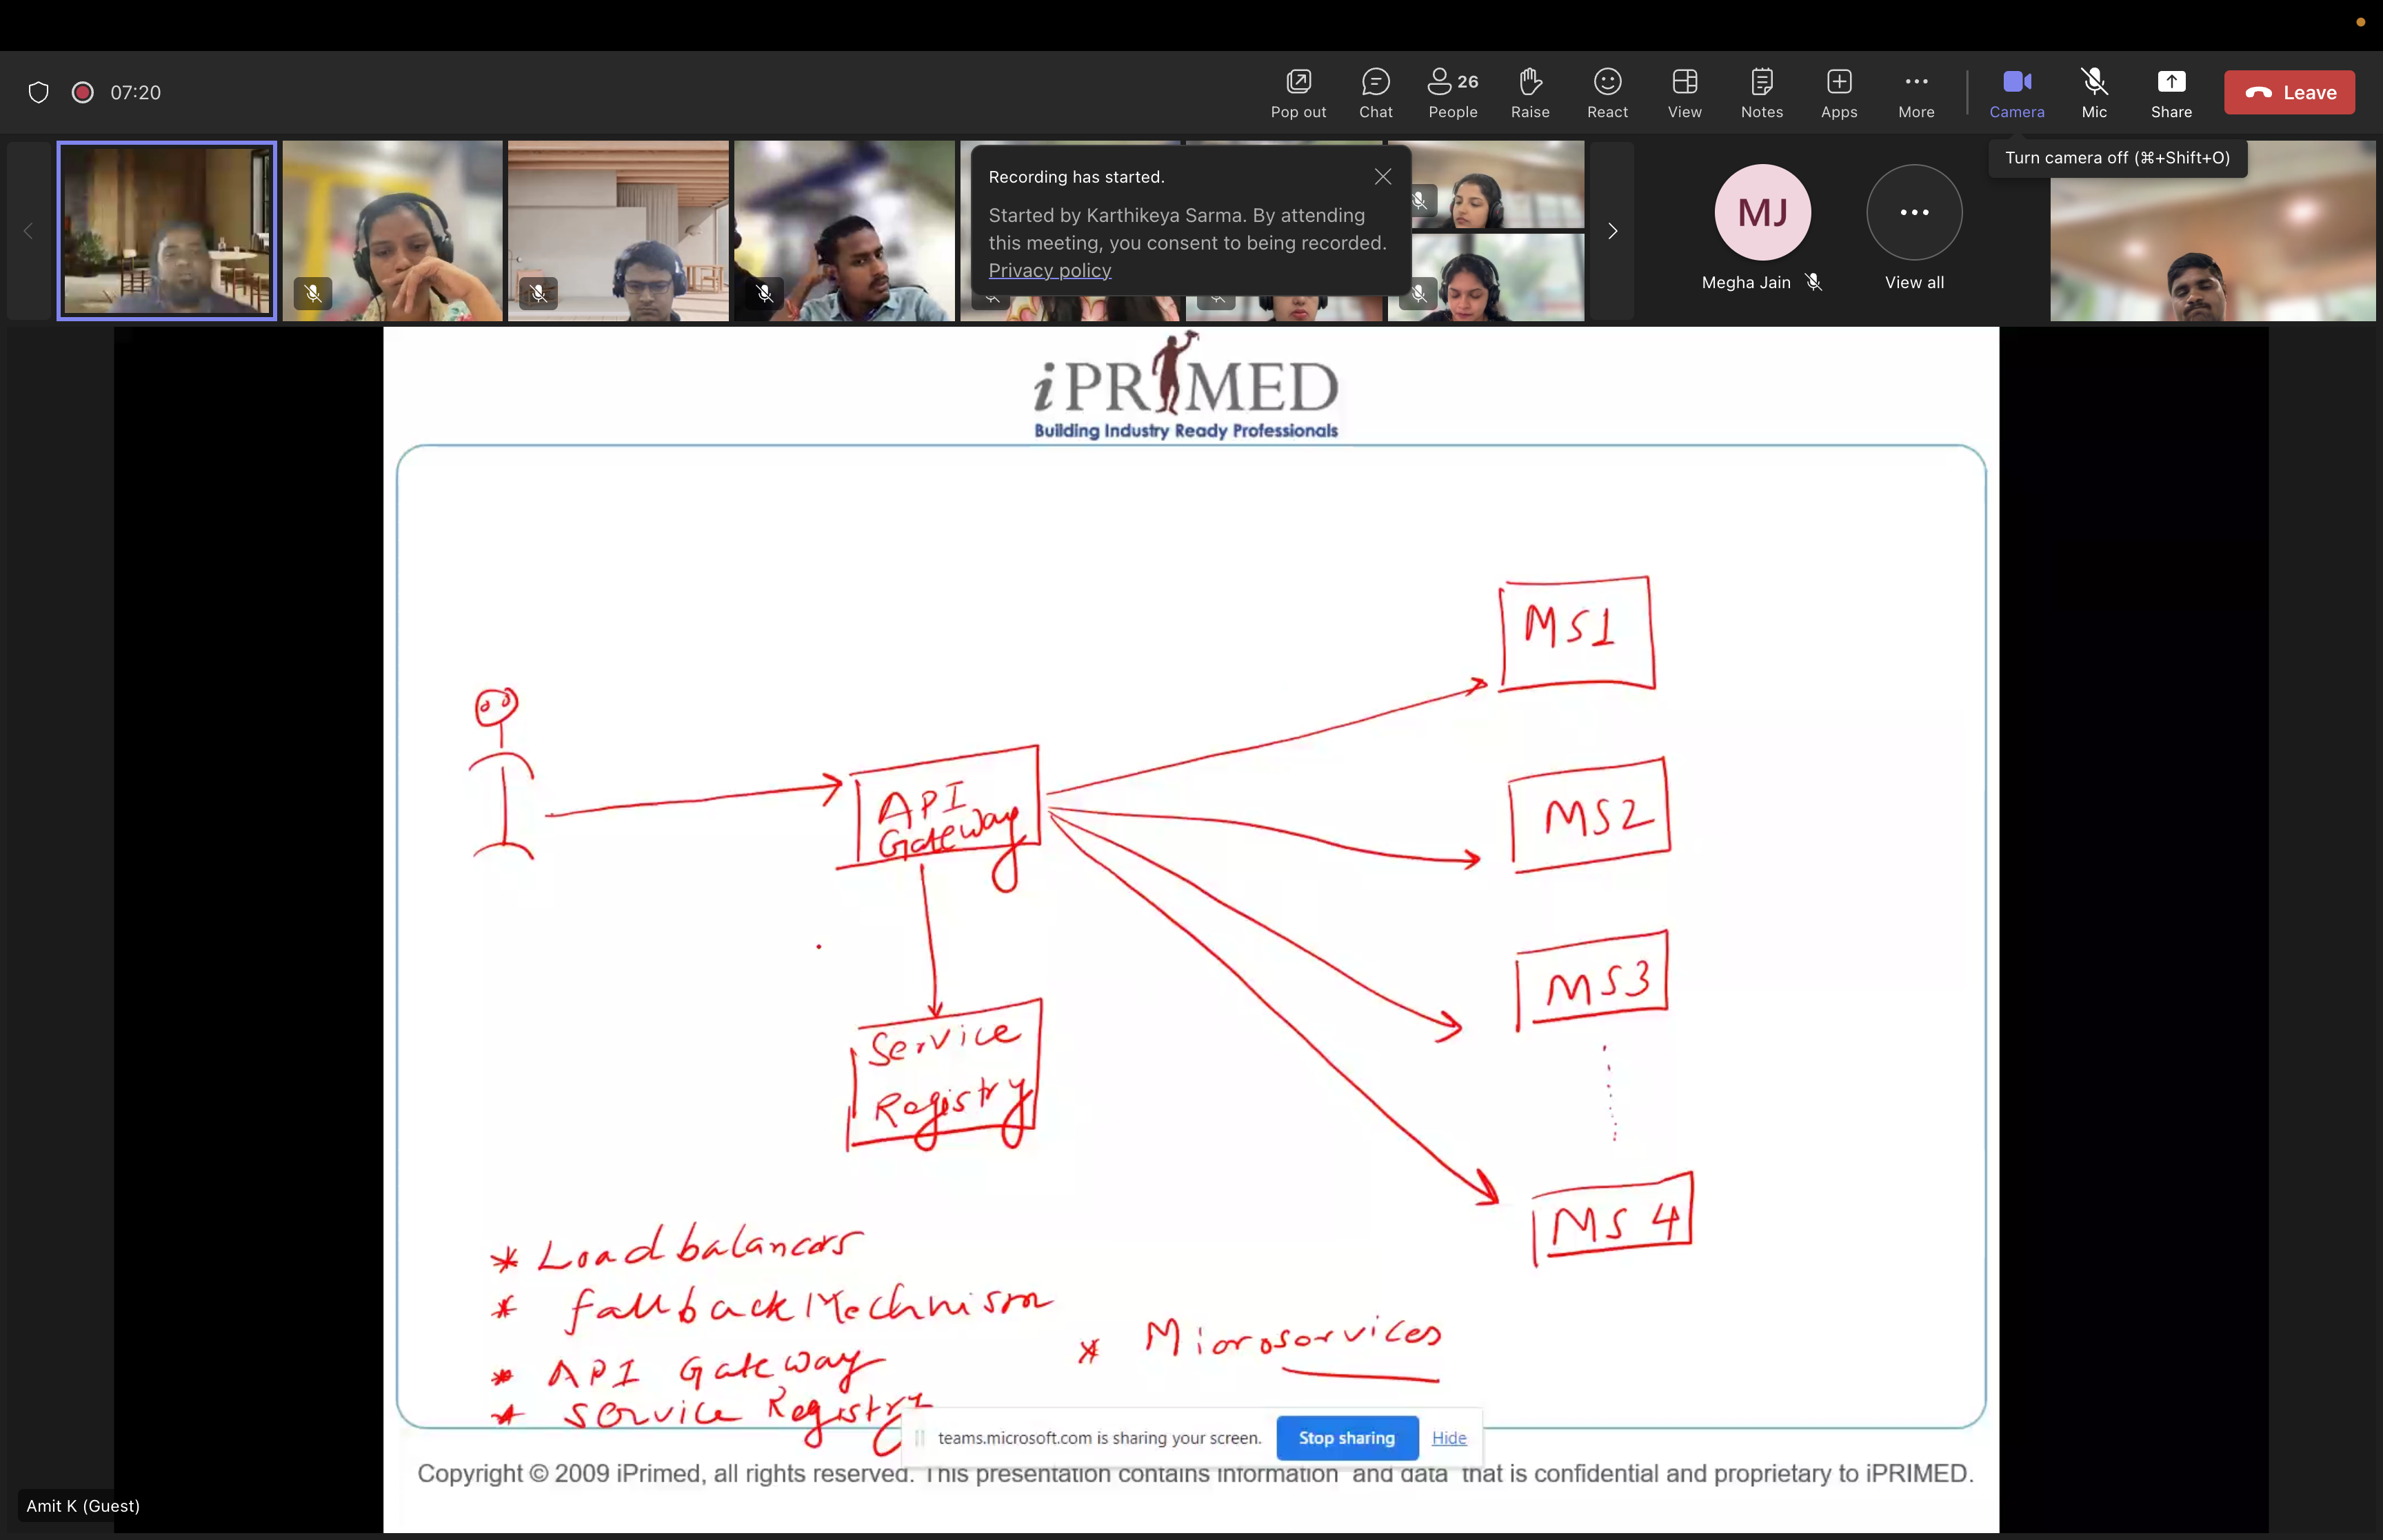 07:20
Pop out
Chat
26
People
Raise
React
View
Notes
Apps
More
Camera
Mic
Share
Leave
Turn camera off (⌘+Shift+O)
Recording has started.
Started by Karthikeya Sarma. By attending
this meeting, you consent to being recorded.
Privacy policy
MJ
Megha Jain
View all
iPRIMED
Building Industry Ready Professionals
MS1
API
Gateway
MS2
MS3
Service
Registry
MS 4
* Load balancers
* fallback Mechnism
* API Gateway
* Service Registry
* Microservices
teams.microsoft.com is sharing your screen.
Stop sharing
Hide
Copyright © 2009 iPrimed, all rights reserved. This presentation contains information and data that is confidential and proprietary to iPRIMED.
Amit K (Guest)